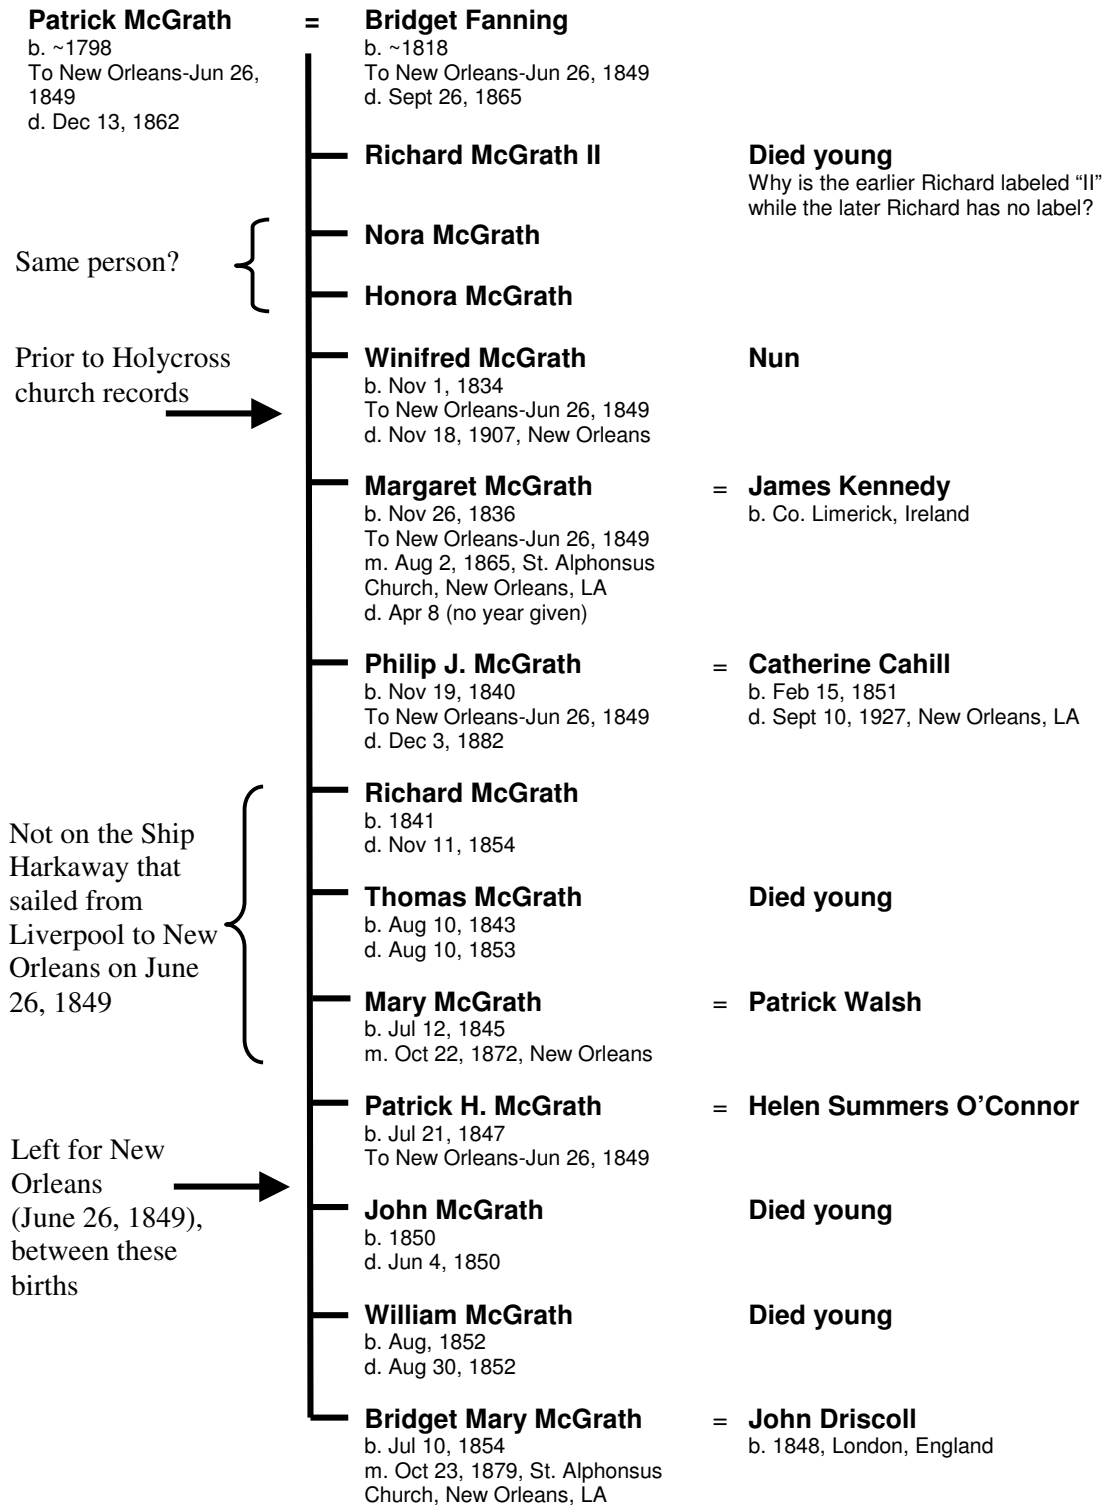 Patrick McGrath = Bridget Fanning
b. ~1798
To New Orleans-Jun 26,
1849
d. Dec 13, 1862
b. ~1818
To New Orleans-Jun 26, 1849
d. Sept 26, 1865
Richard McGrath II
Died young
Why is the earlier Richard labeled “II”
while the later Richard has no label?
Same person?
Nora McGrath
Honora McGrath
Prior to Holycross
church records
Winifred McGrath
b. Nov 1, 1834
To New Orleans-Jun 26, 1849
d. Nov 18, 1907, New Orleans
Nun
Margaret McGrath
b. Nov 26, 1836
To New Orleans-Jun 26, 1849
m. Aug 2, 1865, St. Alphonsus
Church, New Orleans, LA
d. Apr 8 (no year given)
= James Kennedy
b. Co. Limerick, Ireland
Philip J. McGrath
b. Nov 19, 1840
To New Orleans-Jun 26, 1849
d. Dec 3, 1882
= Catherine Cahill
b. Feb 15, 1851
d. Sept 10, 1927, New Orleans, LA
Not on the Ship
Harkaway that
sailed from
Liverpool to New
Orleans on June
26, 1849
Richard McGrath
b. 1841
d. Nov 11, 1854
Thomas McGrath
b. Aug 10, 1843
d. Aug 10, 1853
Died young
Mary McGrath
b. Jul 12, 1845
m. Oct 22, 1872, New Orleans
= Patrick Walsh
Patrick H. McGrath
b. Jul 21, 1847
To New Orleans-Jun 26, 1849
= Helen Summers O’Connor
Left for New
Orleans
(June 26, 1849),
between these
births
John McGrath
b. 1850
d. Jun 4, 1850
Died young
William McGrath
b. Aug, 1852
d. Aug 30, 1852
Died young
Bridget Mary McGrath
b. Jul 10, 1854
m. Oct 23, 1879, St. Alphonsus
Church, New Orleans, LA
= John Driscoll
b. 1848, London, England